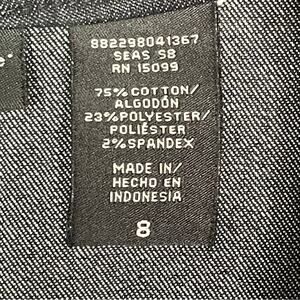 882298041367
SEAS S8
RN 15099
75% COTTON/
ALGODÓN
23% POLYESTER/
POLIÉSTER
2% SPANDEX
MADE IN/
HECHO EN
INDONESIA
8